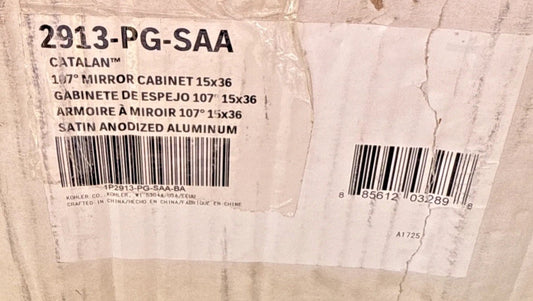 2913-PG-SAA
CATALAN™
107° MIRROR CABINET 15x36
GABINETE DE ESPEJO 107° 15x36
ARMOIRE À MIROIR 107° 15x36
SATIN ANODIZED ALUMINUM
1P2913-PG-SAA-BA
KOHLER CO. KOHLER, WI 53044/USA/EEUU
CRAFTED IN CHINA/HECHO EN CHINA/FABRIQUÉ EN CHINE
8 85612 03289 8
A1725